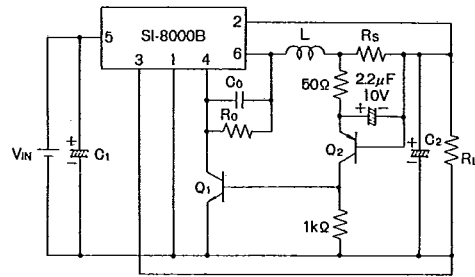 SI-8000B
2
5
6
3
1
4
L
Rs
50Ω
2.2μF
10V
+
-
C₀
R₀
VIN
+
-
C₁
Q₂
+
-
C₂
RL
Q₁
1kΩ